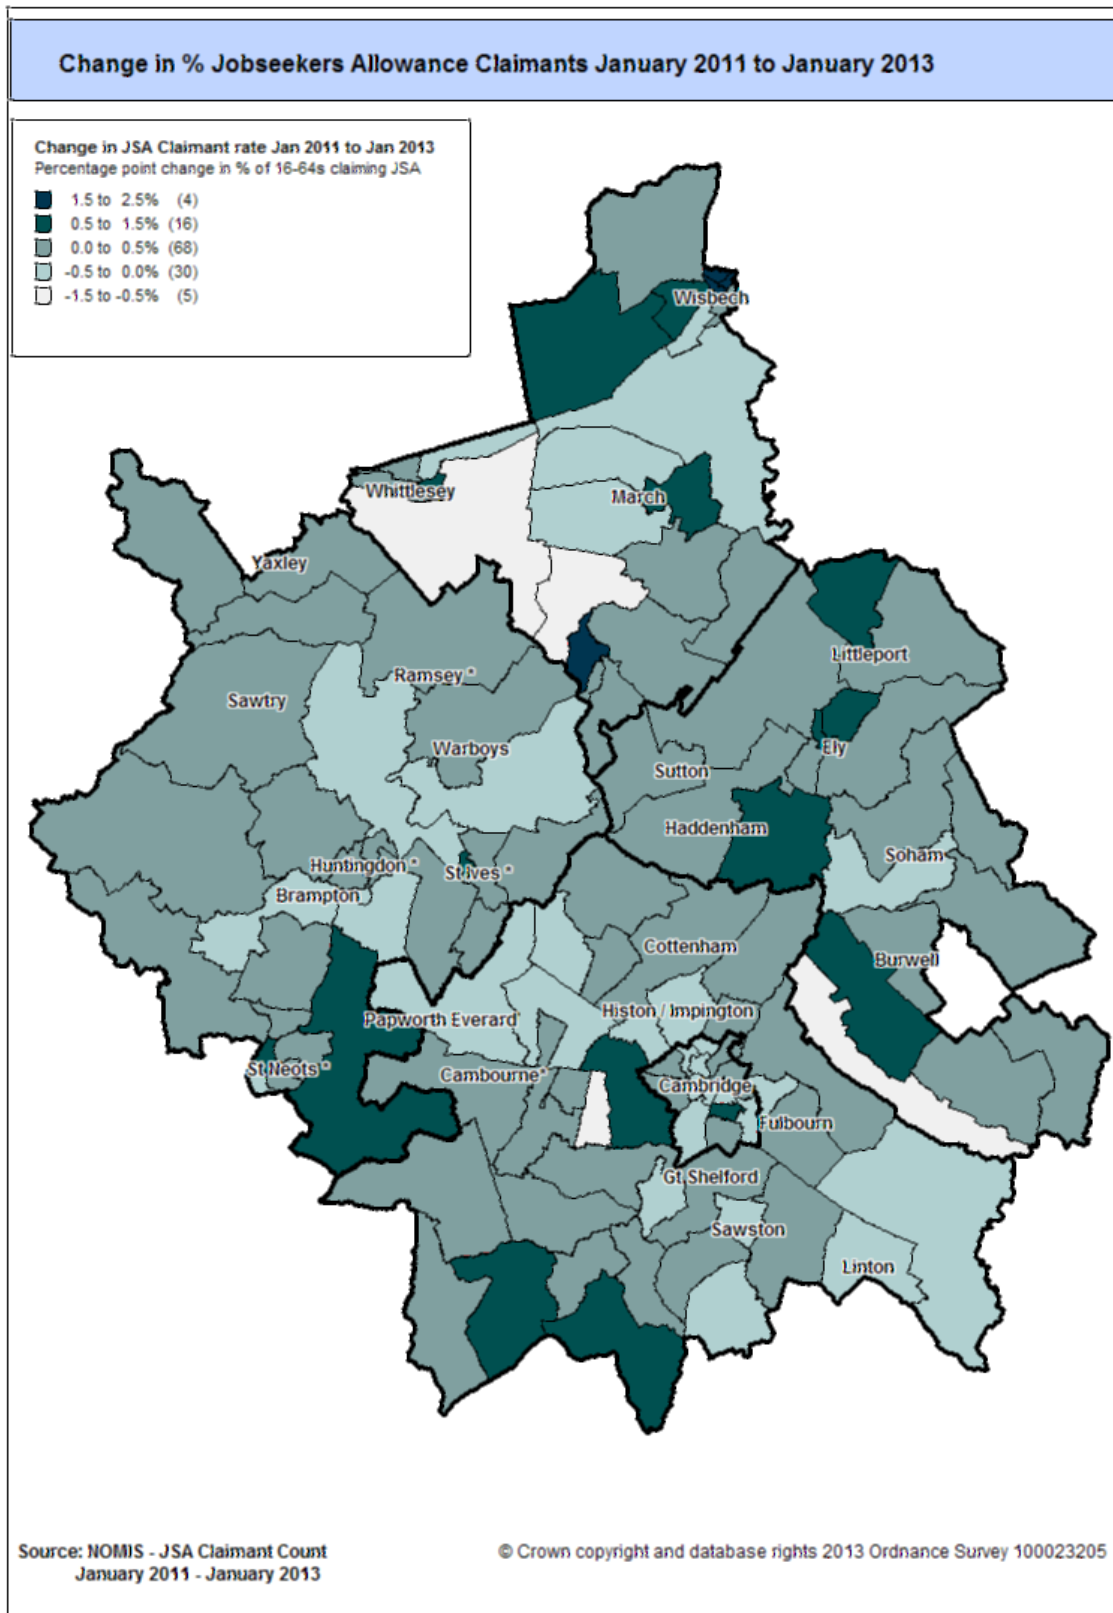 Change in % Jobseekers Allowance Claimants January 2011 to January 2013
Change in JSA Claimant rate Jan 2011 to Jan 2013
Percentage point change in % of 16-64s claiming JSA
1.5 to 2.5% (4)
0.5 to 1.5% (16)
0.0 to 0.5% (68)
-0.5 to 0.0% (30)
-1.5 to -0.5% (5)
Wisbech
Whittlesey
March
Yaxley
Littleport
Ramsey *
Sawtry
Warboys
Ely
Sutton
Haddenham
Soham
Huntingdon *
St Ives *
Brampton
Cottenham
Burwell
Histon / Impington
Papworth Everard
St Neots *
Cambourne*
Cambridge
Fulbourn
Gt Shelford
Sawston
Linton
Source: NOMIS - JSA Claimant Count
January 2011 - January 2013
© Crown copyright and database rights 2013 Ordnance Survey 100023205